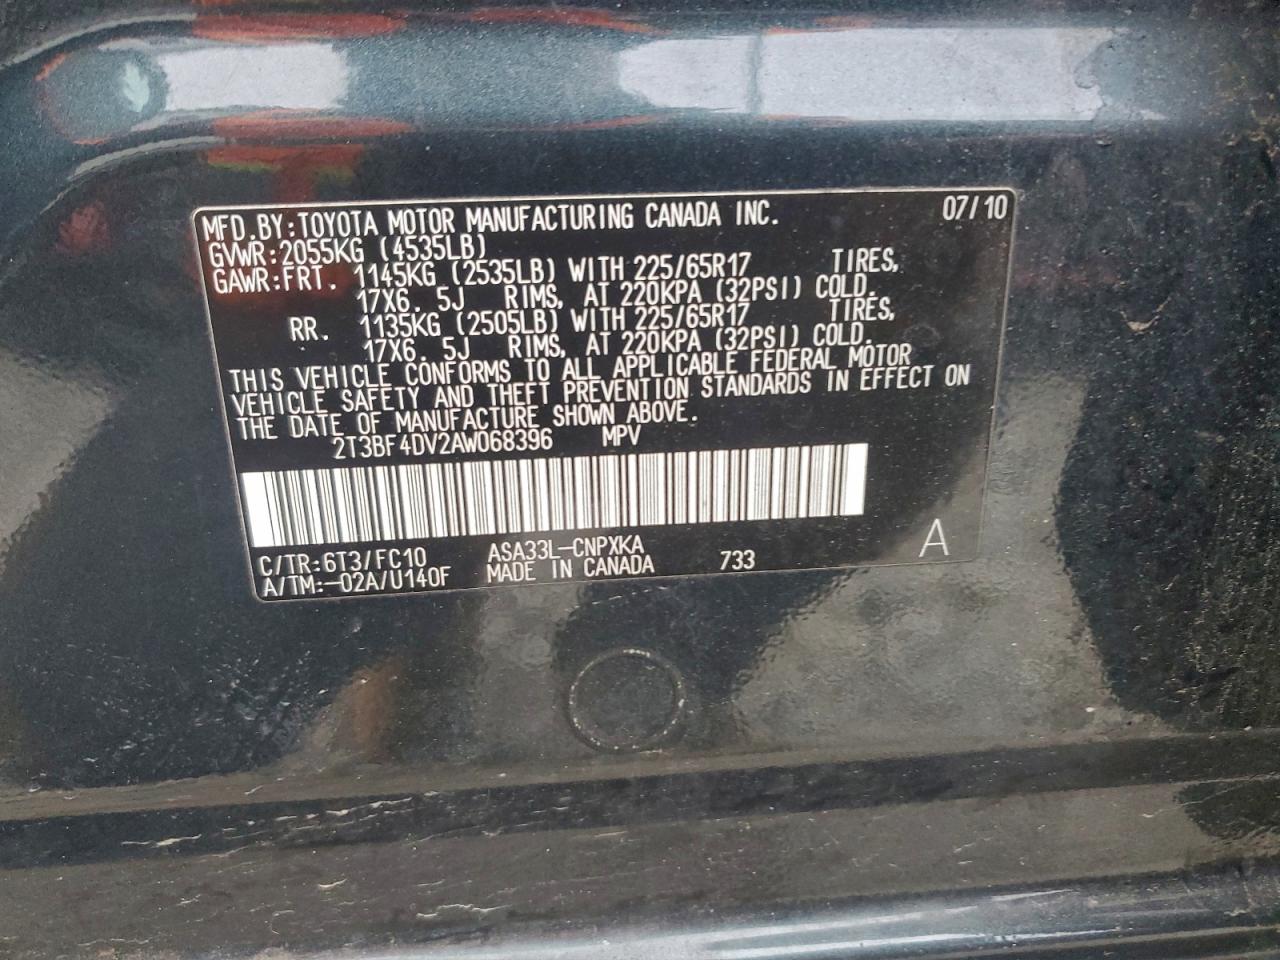 MFD.BY:TOYOTA MOTOR MANUFACTURING CANADA INC. 07/10
GVWR:2055KG (4535LB)
GAWR:FRT. 1145KG (2535LB) WITH 225/65R17 TIRES,
17X6.5J RIMS, AT 220KPA (32PSI) COLD.
RR. 1135KG (2505LB) WITH 225/65R17 TIRES,
17X6.5J RIMS, AT 220KPA (32PSI) COLD.
THIS VEHICLE CONFORMS TO ALL APPLICABLE FEDERAL MOTOR
VEHICLE SAFETY AND THEFT PREVENTION STANDARDS IN EFFECT ON
THE DATE OF MANUFACTURE SHOWN ABOVE.
2T3BF4DV2AW068396 MPV
C/TR:6T3/FC10 ASA33L-CNPXKA 733 A
A/TM:-02A/U140F MADE IN CANADA